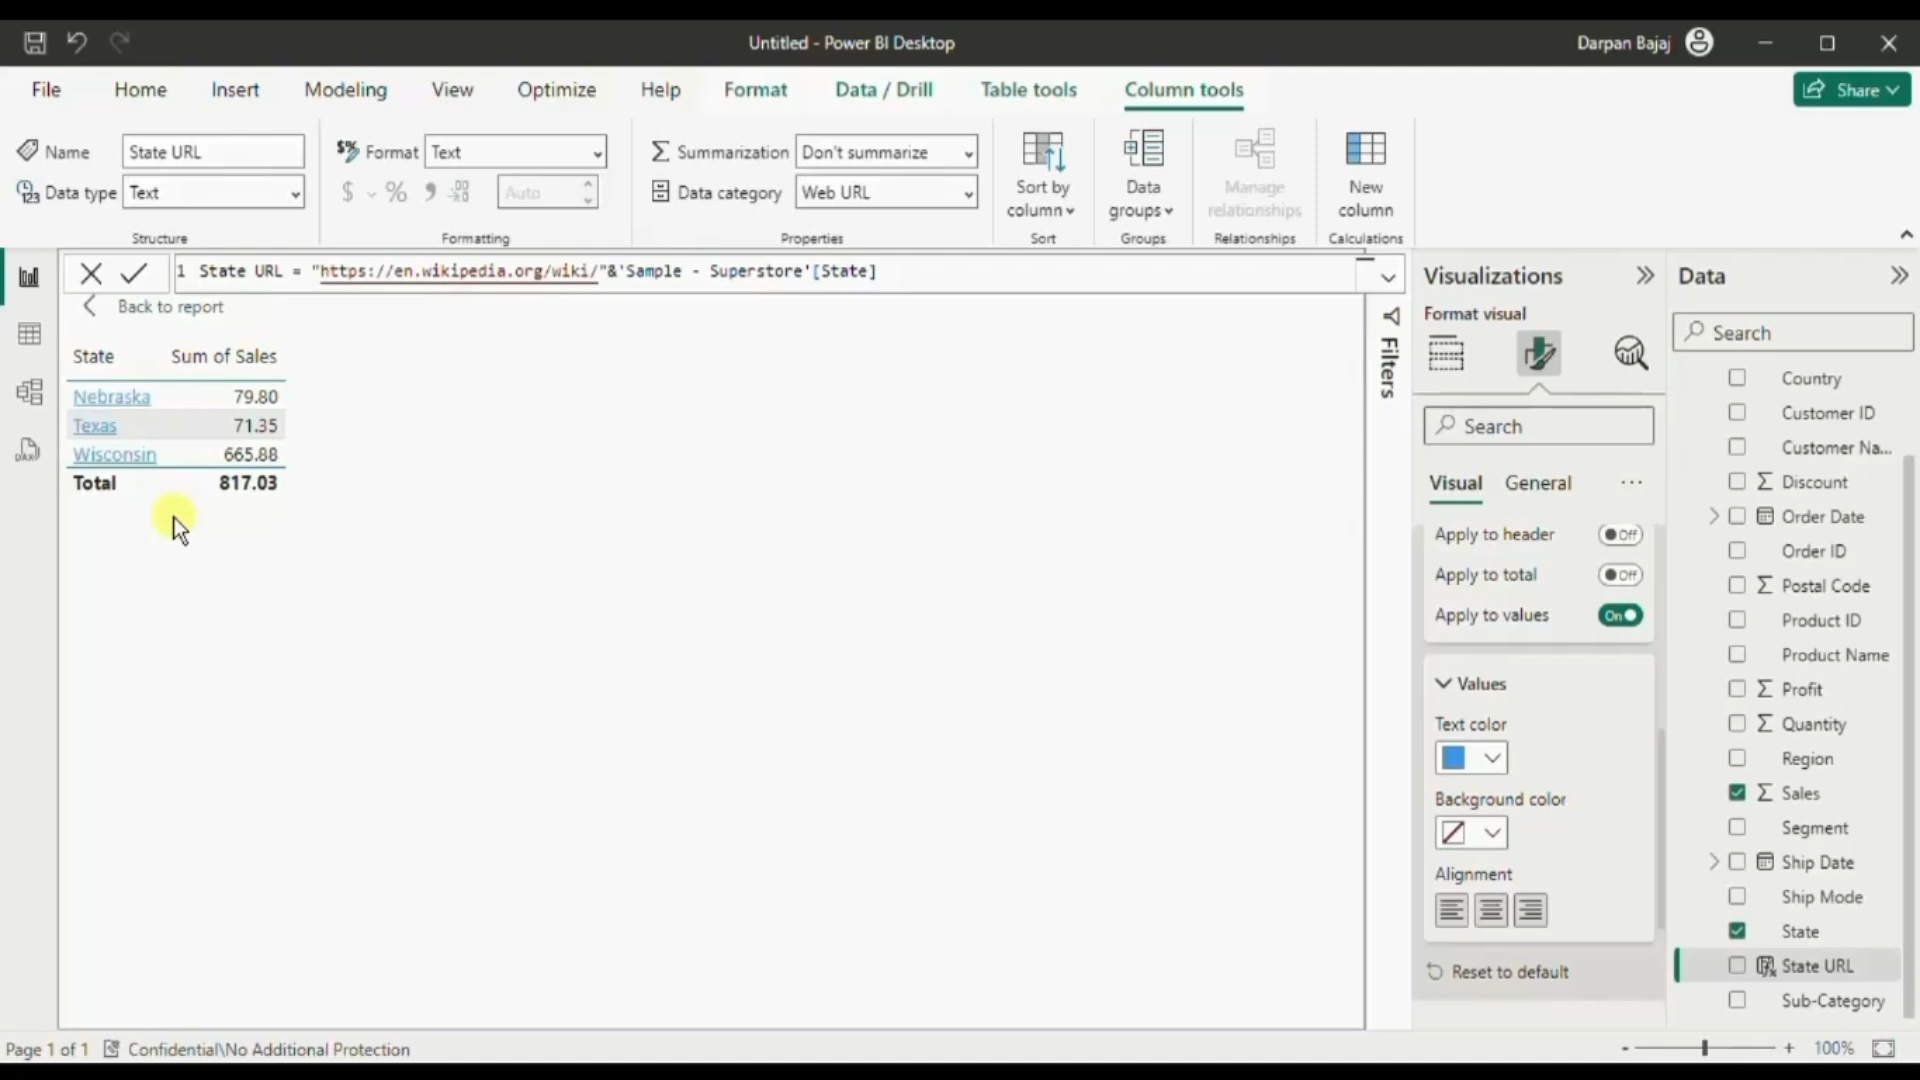 Untitled - Power BI Desktop
Darpan Bajaj
File Home Insert Modeling View Optimize Help Format Data / Drill Table tools Column tools
Share
Name State URL
Data type Text
Structure
Format Text
$ % Auto
Formatting
Summarization Don't summarize
Data category Web URL
Properties
Sort by column
Sort
Data groups
Groups
Manage relationships
Relationships
New column
Calculations
1 State URL = "https://en.wikipedia.org/wiki/"&'Sample - Superstore'[State]
Back to report
State Sum of Sales
Nebraska 79.80
Texas 71.35
Wisconsin 665.88
Total 817.03
Filters
Visualizations
Format visual
Search
Visual General
Apply to header Off
Apply to total Off
Apply to values On
Values
Text color
Background color
Alignment
Reset to default
Data
Search
Country
Customer ID
Customer Na...
Discount
Order Date
Order ID
Postal Code
Product ID
Product Name
Profit
Quantity
Region
Sales
Segment
Ship Date
Ship Mode
State
State URL
Sub-Category
Page 1 of 1 Confidential\No Additional Protection
- + 100%